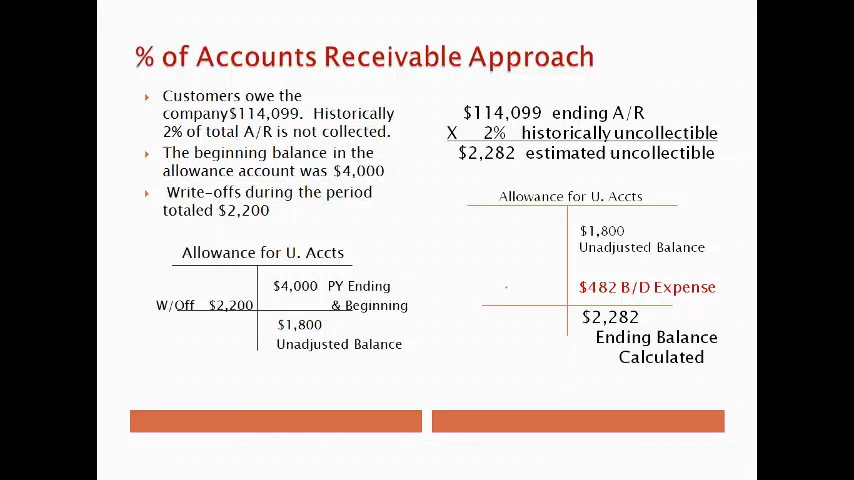 % of Accounts Receivable Approach
Customers owe the
company$114,099. Historically
2% of total A/R is not collected.
The beginning balance in the
allowance account was $4,000
Write-offs during the period
totaled $2,200
Allowance for U. Accts
$4,000 PY Ending
W/Off $2,200 & Beginning
$1,800
Unadjusted Balance
$114,099 ending A/R
X 2% historically uncollectible
$2,282 estimated uncollectible
Allowance for U. Accts
$1,800
Unadjusted Balance
$482 B/D Expense
$2,282
Ending Balance
Calculated